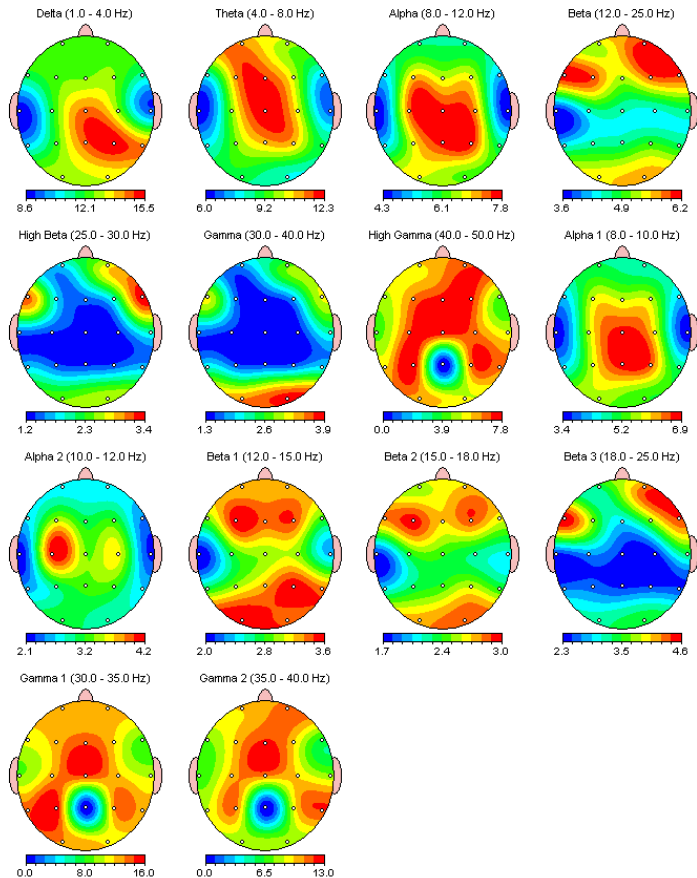 Delta (1.0 - 4.0 Hz) Theta (4.0 - 8.0 Hz) Alpha (8.0 - 12.0 Hz) Beta (12.0 - 25.0 Hz)
8.6 12.1 15.5 6.0 9.2 12.3 4.3 6.1 7.8 3.6 4.9 6.2
High Beta (25.0 - 30.0 Hz) Gamma (30.0 - 40.0 Hz) High Gamma (40.0 - 50.0 Hz) Alpha 1 (8.0 - 10.0 Hz)
1.2 2.3 3.4 1.3 2.6 3.9 0.0 3.9 7.8 3.4 5.2 6.9
Alpha 2 (10.0 - 12.0 Hz) Beta 1 (12.0 - 15.0 Hz) Beta 2 (15.0 - 18.0 Hz) Beta 3 (18.0 - 25.0 Hz)
2.1 3.2 4.2 2.0 2.8 3.6 1.7 2.4 3.0 2.3 3.5 4.6
Gamma 1 (30.0 - 35.0 Hz) Gamma 2 (35.0 - 40.0 Hz)
0.0 8.0 16.0 0.0 6.5 13.0